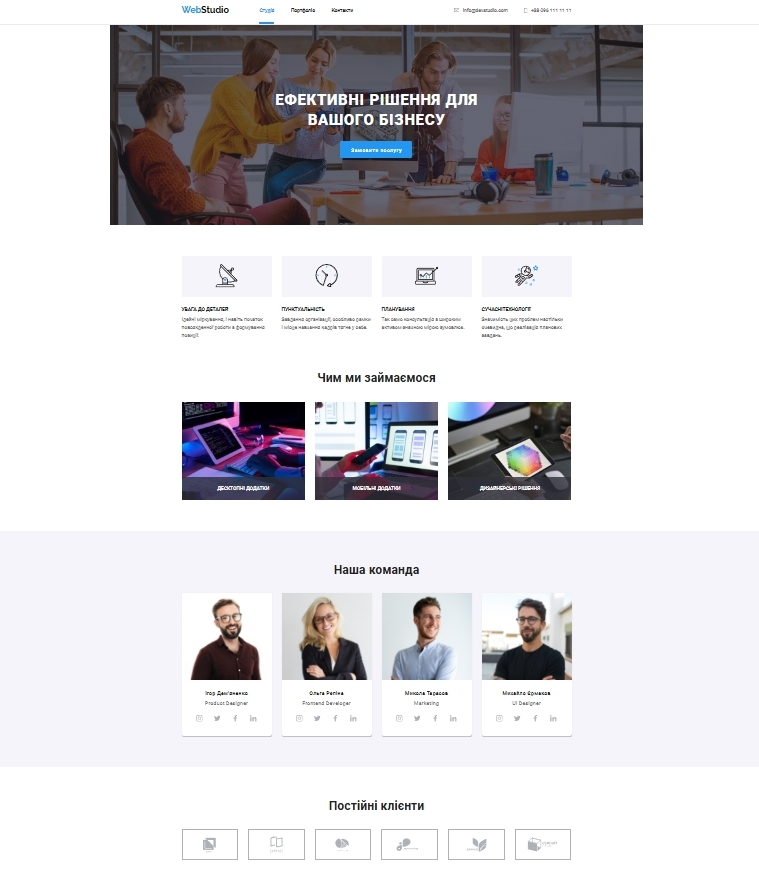 WebStudio
Студія
Портфоліо
Контакти
info@devstudio.com
+38 096 111 11 11
ЕФЕКТИВНІ РІШЕННЯ ДЛЯ
ВАШОГО БІЗНЕСУ
Замовити послугу
УВАГА ДО ДЕТАЛЕЙ
Ідейні міркування, і навіть початок
повсякденної роботи з формування
позиції.
ПУНКТУАЛЬНІСТЬ
Завдання організації, особливо рамки
і місце навчання кадрів тягне у себе.
ПЛАНУВАННЯ
Так само консультація з широким
активом значною мірою зумовлює.
СУЧАСНІ ТЕХНОЛОГІЇ
Значимість цих проблем настільки
очевидна, що реалізація планових
завдань.
Чим ми займаємося
ДЕСКТОПНІ ДОДАТКИ
МОБІЛЬНІ ДОДАТКИ
ДИЗАЙНЕРСЬКІ РІШЕННЯ
Наша команда
Ігор Дем'яненко
Product Designer
Ольга Рєпіна
Frontend Developer
Микола Тарасов
Marketing
Михайло Єрмаков
UI Designer
Постійні клієнти